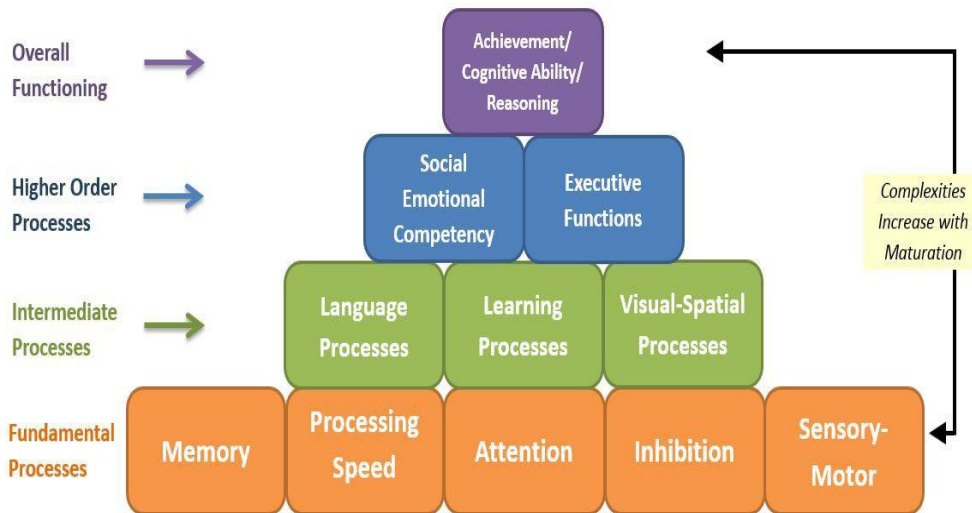 Overall
Functioning
Achievement/
Cognitive Ability/
Reasoning
Higher Order
Processes
Social
Emotional
Competency
Executive
Functions
Complexities
Increase with
Maturation
Intermediate
Processes
Language
Processes
Learning
Processes
Visual-Spatial
Processes
Fundamental
Processes
Memory
Processing
Speed
Attention
Inhibition
Sensory-
Motor